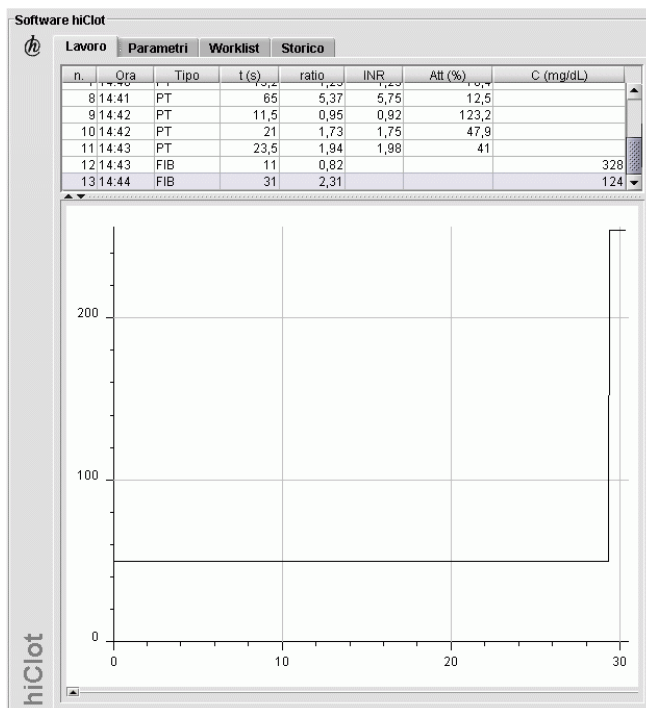 Software hiClot
Lavoro Parametri Worklist Storico
n. Ora Tipo t (s) ratio INR Att (%) C (mg/dL)
8 14:41 PT 65 5,37 5,75 12,5
9 14:42 PT 11,5 0,95 0,92 123,2
10 14:42 PT 21 1,73 1,75 47,9
11 14:43 PT 23,5 1,94 1,98 41
12 14:43 FIB 11 0,82 328
13 14:44 FIB 31 2,31 124
200
100
0
0 10 20 30
hiClot